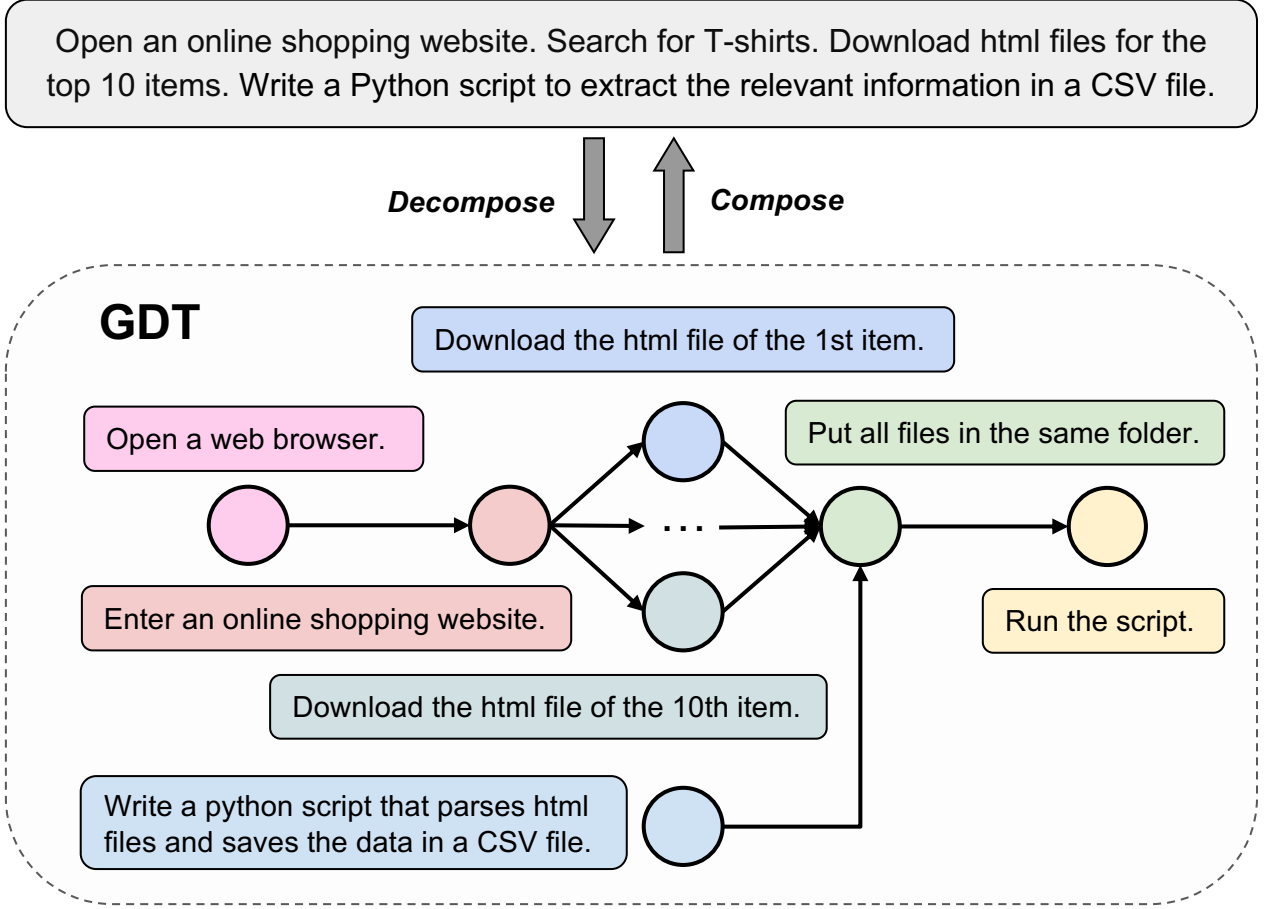 Open an online shopping website. Search for T-shirts. Download html files for the
top 10 items. Write a Python script to extract the relevant information in a CSV file.
Decompose
Compose
GDT
Download the html file of the 1st item.
Open a web browser.
Put all files in the same folder.
. . .
Enter an online shopping website.
Run the script.
Download the html file of the 10th item.
Write a python script that parses html
files and saves the data in a CSV file.